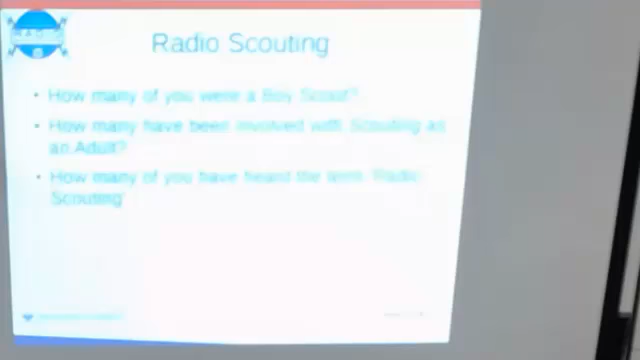 Radio Scouting
• How many of you were a Boy Scout?
• How many have been involved with Scouting as
an Adult?
• How many of you have heard the term 'Radio
Scouting'